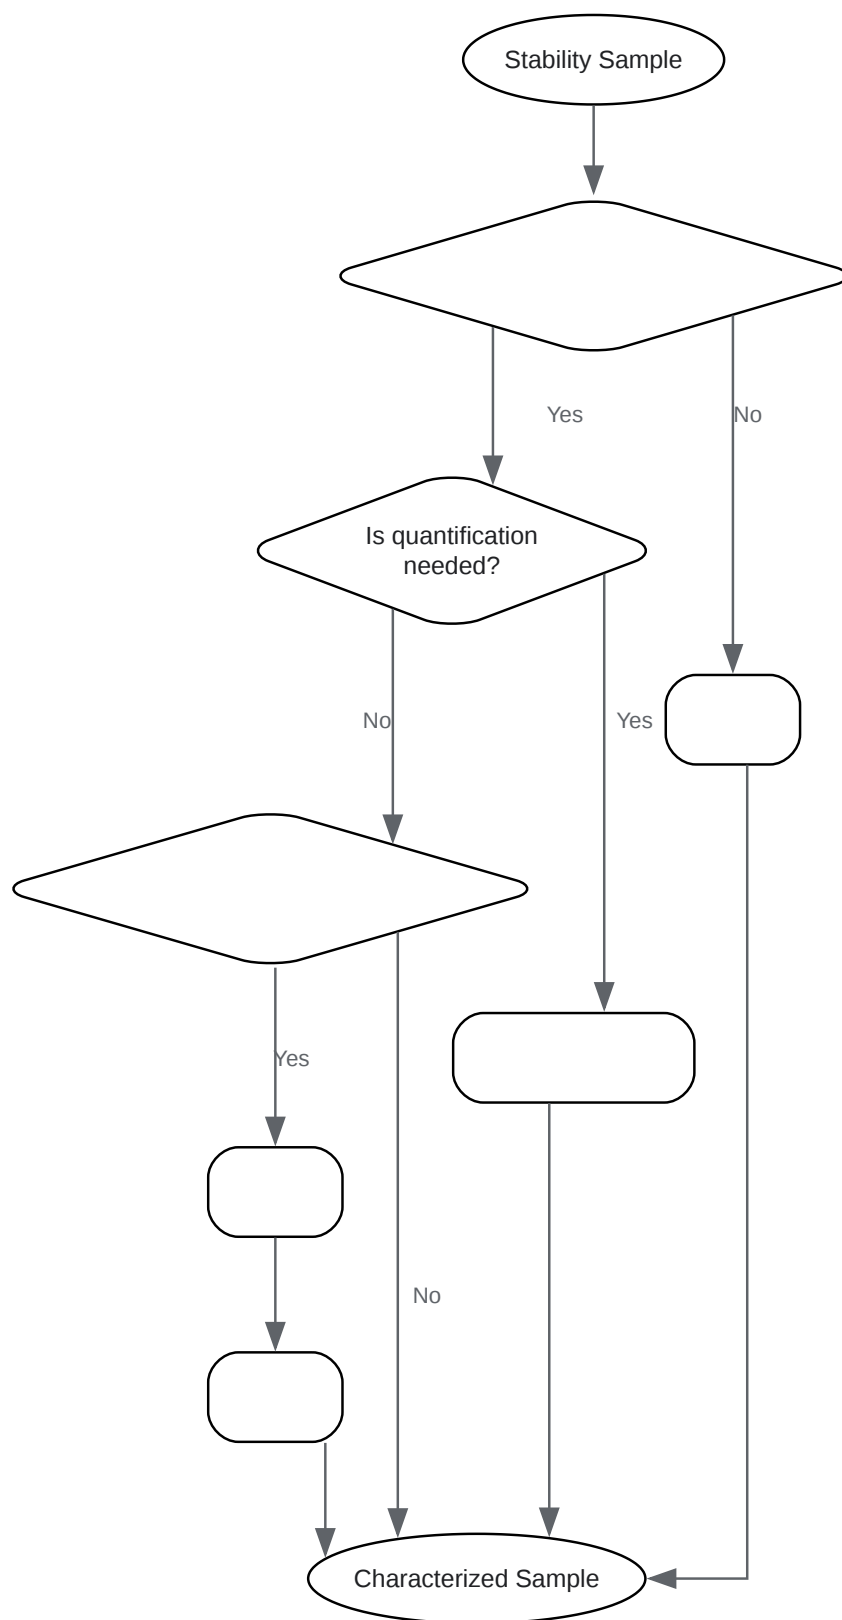 Stability Sample
Yes
No
Is quantification
needed?
No
Yes
Yes
No
Characterized Sample